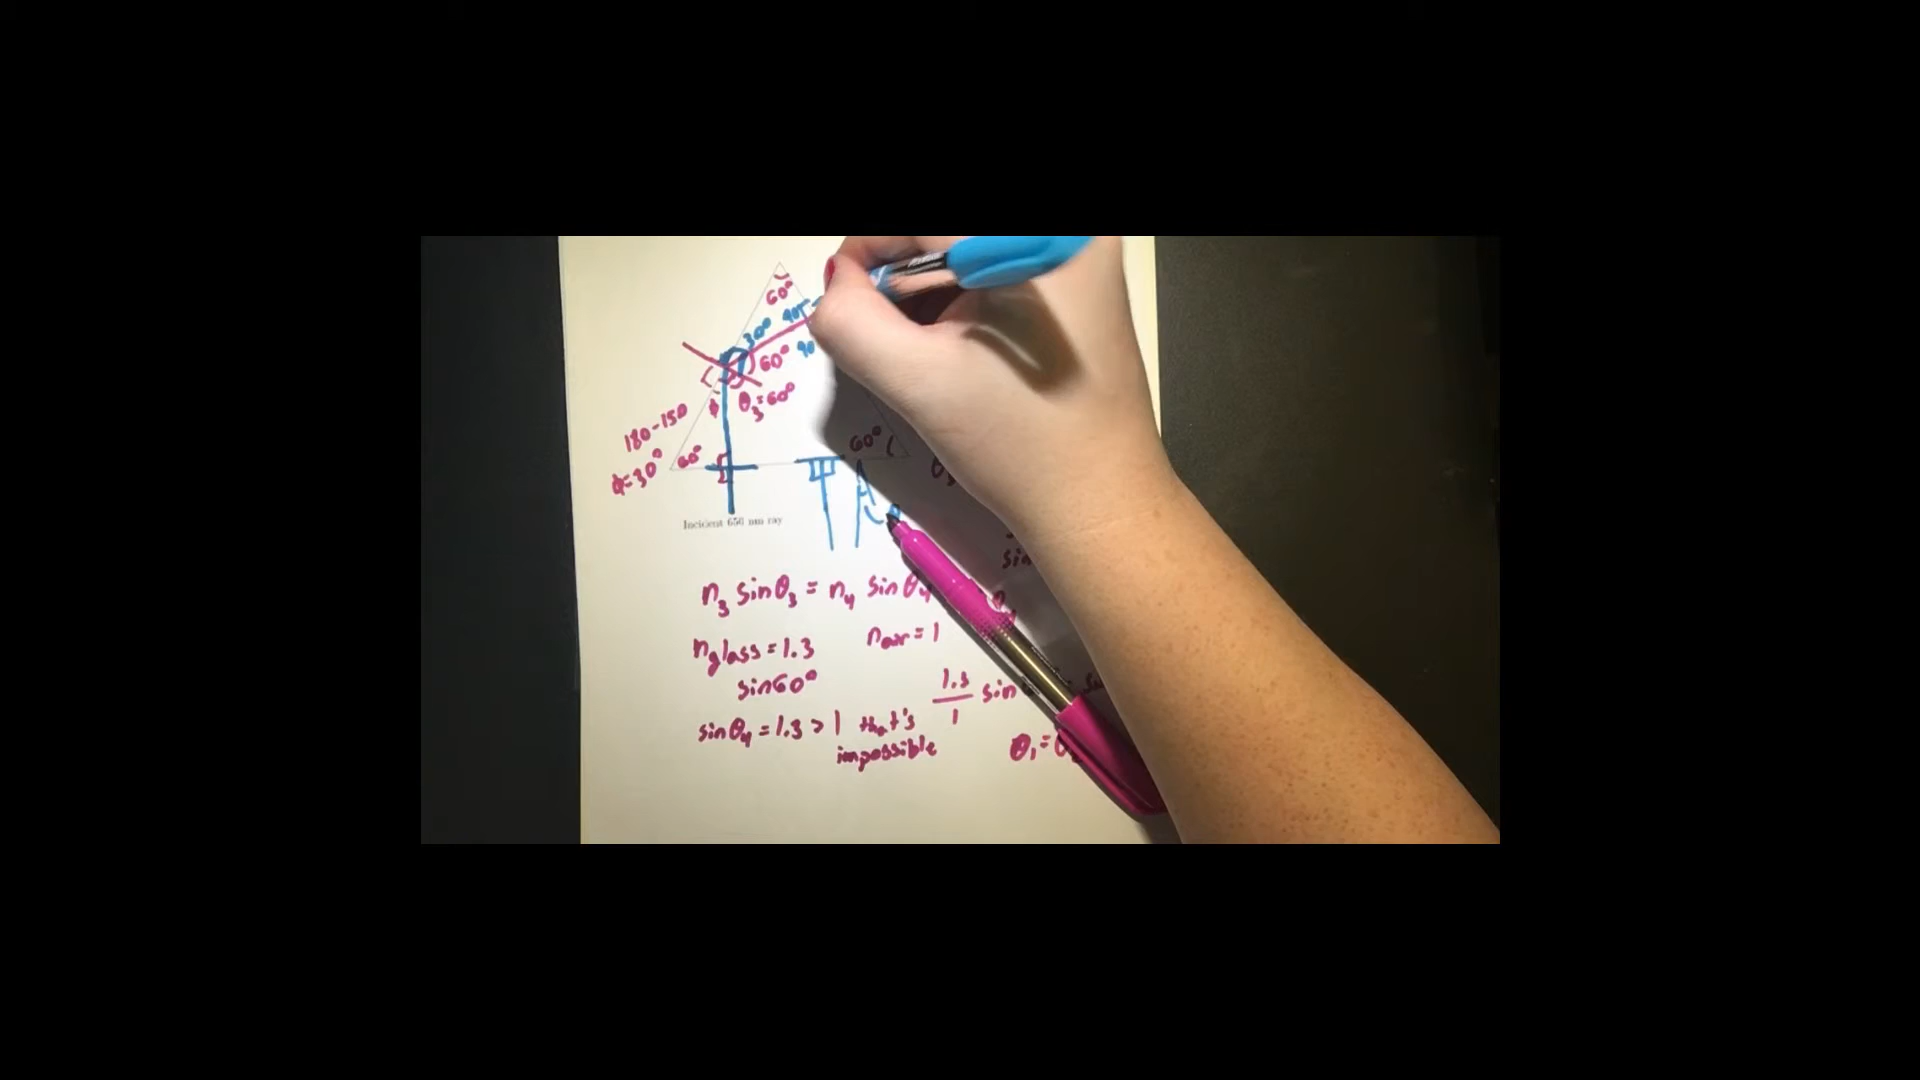 60°
30° 90
60° 90
180-150 ϕ θ₃=60°
ϕ=30° 60° 60°
Incident 650 nm ray
n₃ sinθ₃ = n₄ sinθ₄
nglass = 1.3 nair = 1
sin60°
1.3/1 sin
sinθ₄ = 1.3 > 1 that's
impossible
θ₁=